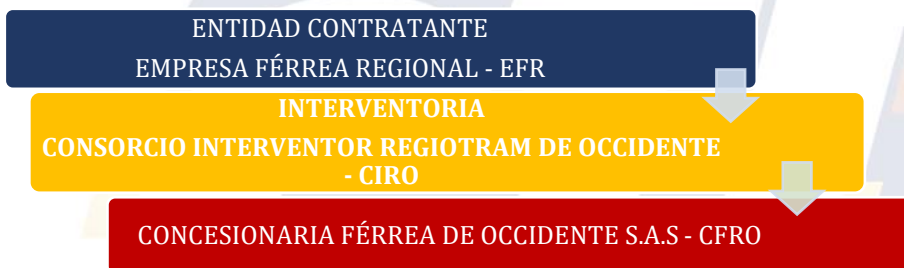 ENTIDAD CONTRATANTE
EMPRESA FÉRREA REGIONAL - EFR
INTERVENTORIA
CONSORCIO INTERVENTOR REGIOTRAM DE OCCIDENTE
- CIRO
CONCESIONARIA FÉRREA DE OCCIDENTE S.A.S - CFRO